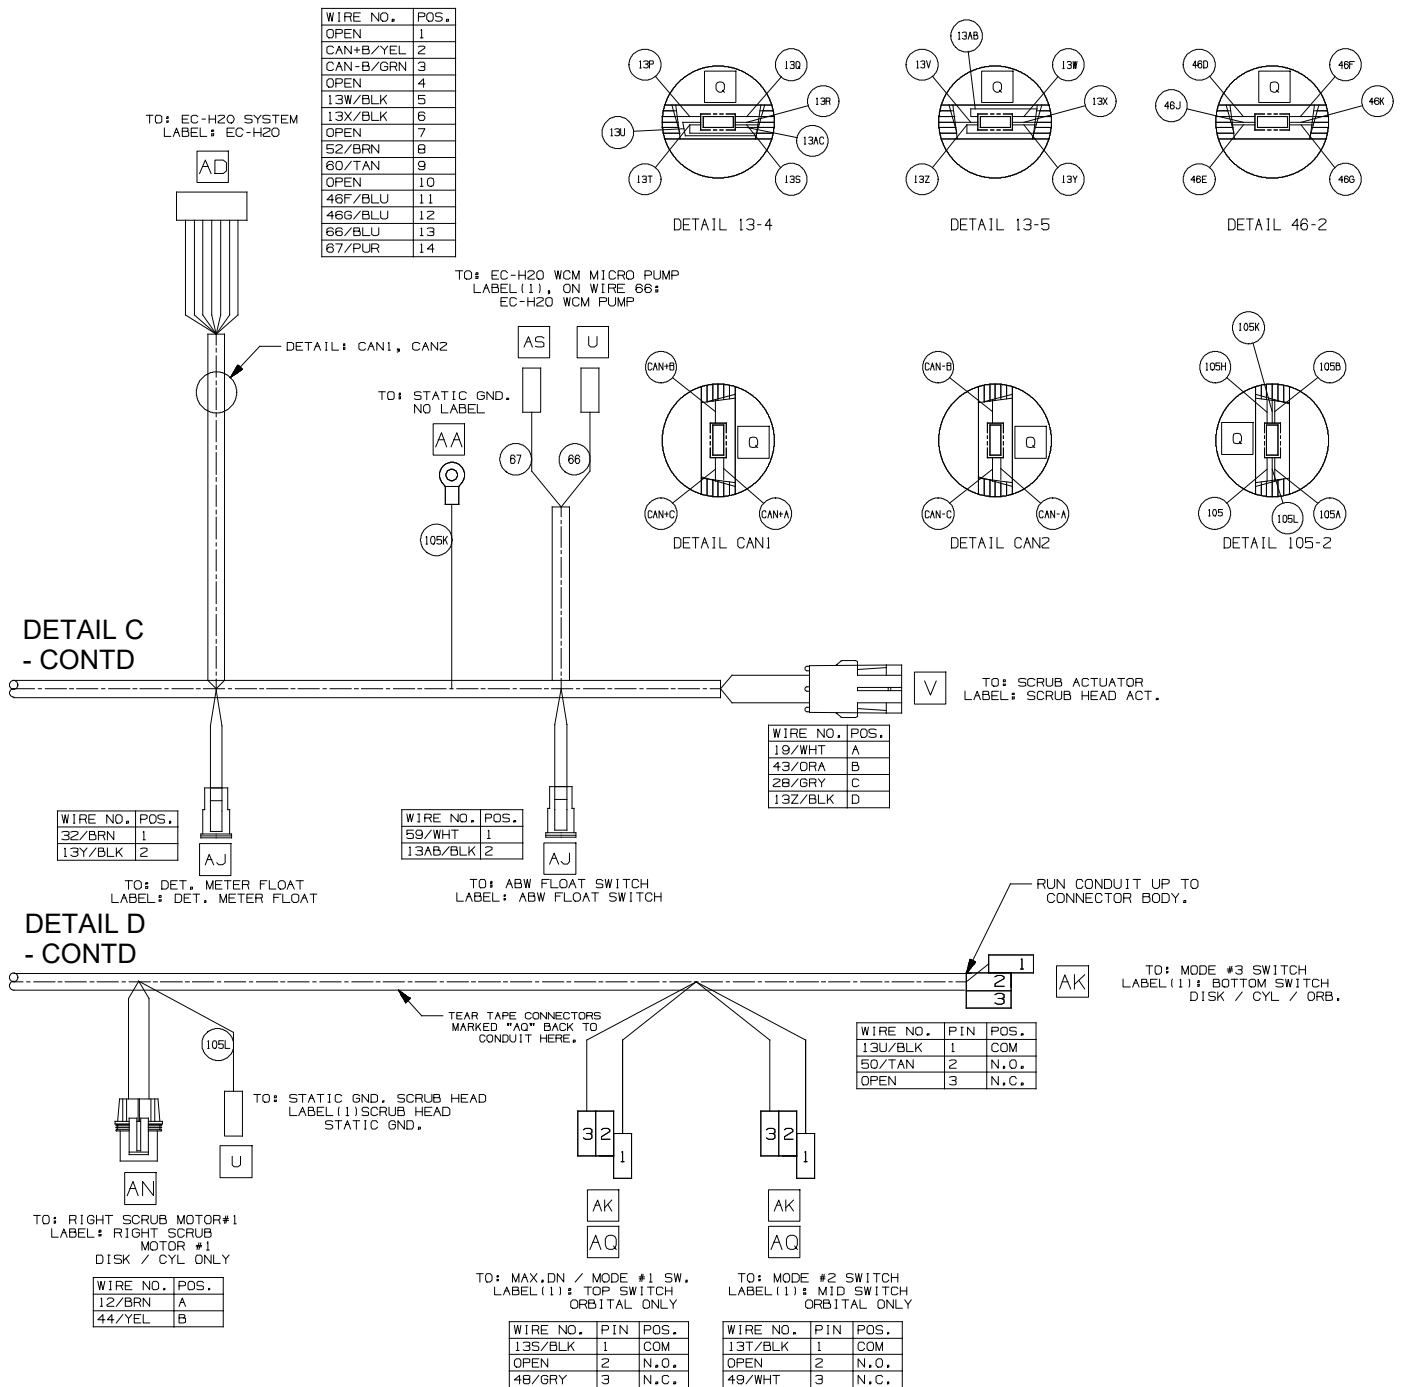 WIRE NO. POS.
OPEN 1
CAN+B/YEL 2
CAN-B/GRN 3
OPEN 4
13W/BLK 5
13X/BLK 6
OPEN 7
52/BRN 8
60/TAN 9
OPEN 10
46F/BLU 11
46G/BLU 12
66/BLU 13
67/PUR 14
TO: EC-H2O SYSTEM
LABEL: EC-H2O
AD
13P
13Q
Q
13R
13U
13AC
13T
13S
DETAIL 13-4
13AB
13V
13W
Q
13X
13Z
13Y
DETAIL 13-5
46D
46F
Q
46J
46K
46E
46G
DETAIL 46-2
TO: EC-H2O WCM MICRO PUMP
LABEL(1), ON WIRE 66:
EC-H2O WCM PUMP
AS
U
DETAIL: CAN1, CAN2
TO: STATIC GND.
NO LABEL
AA
67
66
105K
CAN+B
Q
CAN+C
CAN+A
DETAIL CAN1
CAN-B
Q
CAN-C
CAN-A
DETAIL CAN2
105K
105H
105B
Q
105
105L
105A
DETAIL 105-2
DETAIL C
- CONTD
V
TO: SCRUB ACTUATOR
LABEL: SCRUB HEAD ACT.
WIRE NO. POS.
19/WHT A
43/ORA B
28/GRY C
13Z/BLK D
WIRE NO. POS.
32/BRN 1
13Y/BLK 2
AJ
TO: DET. METER FLOAT
LABEL: DET. METER FLOAT
WIRE NO. POS.
59/WHT 1
13AB/BLK 2
AJ
TO: ABW FLOAT SWITCH
LABEL: ABW FLOAT SWITCH
DETAIL D
- CONTD
RUN CONDUIT UP TO
CONNECTOR BODY.
1
2
3
AK
TO: MODE #3 SWITCH
LABEL(1): BOTTOM SWITCH
DISK / CYL / ORB.
WIRE NO. PIN POS.
13U/BLK 1 COM
50/TAN 2 N.O.
OPEN 3 N.C.
TEAR TAPE CONNECTORS
MARKED "AQ" BACK TO
CONDUIT HERE.
105L
TO: STATIC GND. SCRUB HEAD
LABEL(1)SCRUB HEAD
STATIC GND.
U
AN
TO: RIGHT SCRUB MOTOR#1
LABEL: RIGHT SCRUB
MOTOR #1
DISK / CYL ONLY
WIRE NO. POS.
12/BRN A
44/YEL B
3 2
1
AK
AQ
TO: MAX.DN / MODE #1 SW.
LABEL(1): TOP SWITCH
ORBITAL ONLY
WIRE NO. PIN POS.
13S/BLK 1 COM
OPEN 2 N.O.
48/GRY 3 N.C.
3 2
1
AK
AQ
TO: MODE #2 SWITCH
LABEL(1): MID SWITCH
ORBITAL ONLY
WIRE NO. PIN POS.
13T/BLK 1 COM
OPEN 2 N.O.
49/WHT 3 N.C.